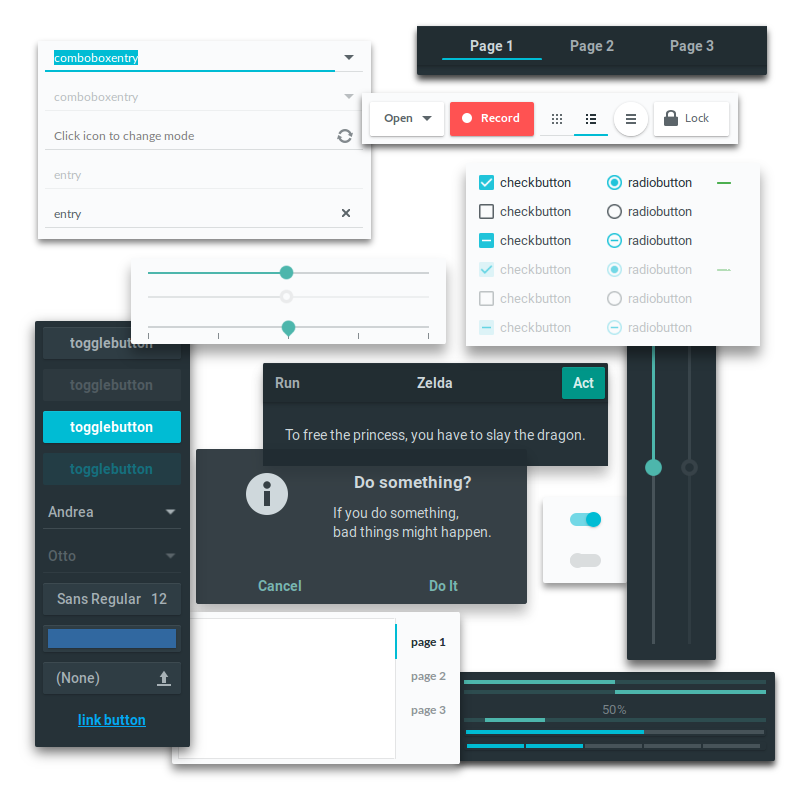 comboboxentry
comboboxentry
Click icon to change mode
entry
entry
Page 1 Page 2 Page 3
Open Record Lock
checkbutton radiobutton
checkbutton radiobutton
checkbutton radiobutton
checkbutton radiobutton
checkbutton radiobutton
checkbutton radiobutton
togglebutton
togglebutton
togglebutton
togglebutton
Andrea
Otto
Sans Regular 12
(None)
link button
Run Zelda Act
To free the princess, you have to slay the dragon.
Do something?
If you do something,
bad things might happen.
Cancel Do It
page 1
page 2
page 3
50%